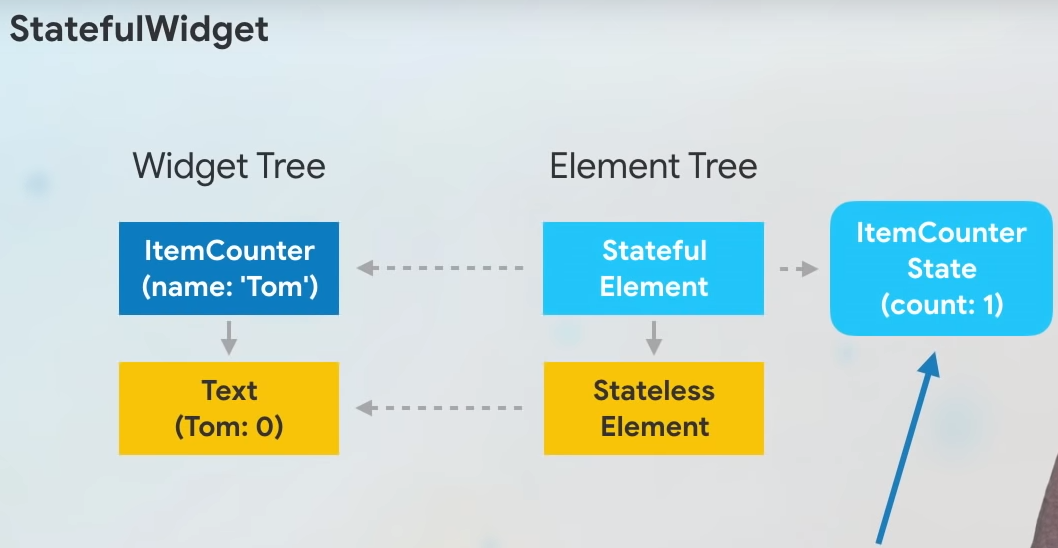 StatefulWidget
Widget Tree
Element Tree
ItemCounter
(name: 'Tom')
Stateful
Element
ItemCounter
State
(count: 1)
Text
(Tom: 0)
Stateless
Element